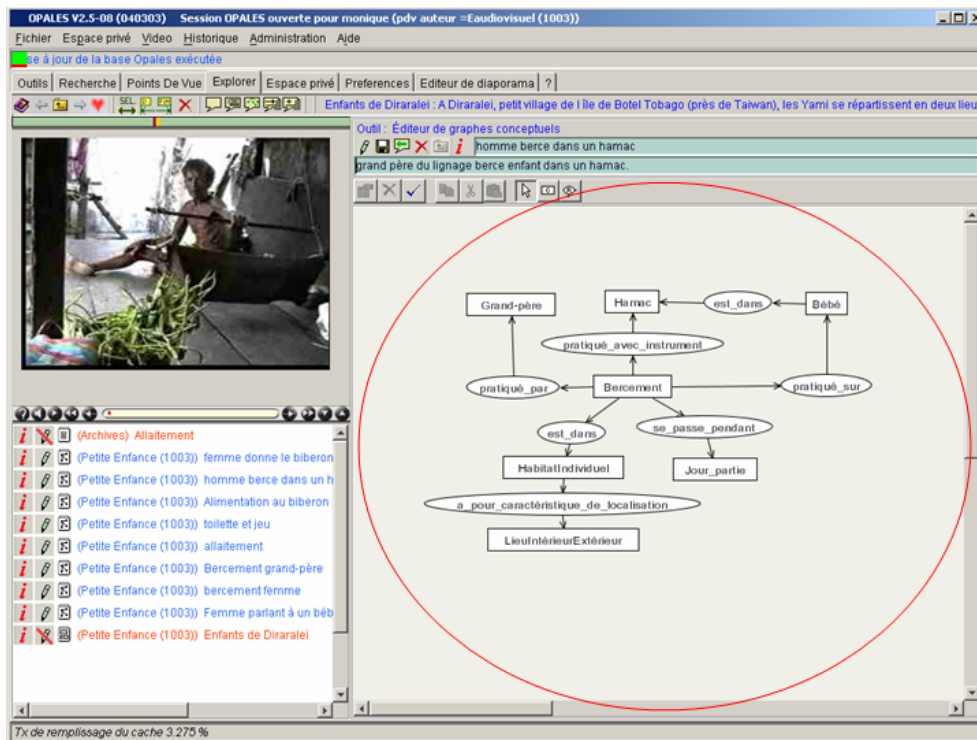 OPALES V2.5-08 (040303) Session OPALES ouverte pour monique (pdv auteur =Eaudiovisuel (1003))
Fichier Espace privé Video Historique Administration Aide
se à jour de la base Opales exécutée
Outils Recherche Points De Vue Explorer Espace privé Preferences Editeur de diaporama ?
SEL
Enfants de Diraralei : A Diraralei, petit village de l île de Botel Tobago (près de Taiwan), les Yami se répartissent en deux lieu
Outil : Éditeur de graphes conceptuels
homme berce dans un hamac
grand père du lignage berce enfant dans un hamac.
Grand-père
Hamac
est_dans
Bébé
pratiqué_avec_instrument
pratiqué_par
Bercement
pratiqué_sur
est_dans
se_passe_pendant
HabitatIndividuel
Jour_partie
a_pour_caractéristique_de_localisation
LieuIntérieurExtérieur
(Archives) Allaitement
(Petite Enfance (1003)) femme donne le biberon
(Petite Enfance (1003)) homme berce dans un h
(Petite Enfance (1003)) Alimentation au biberon
(Petite Enfance (1003)) toilette et jeu
(Petite Enfance (1003)) allaitement
(Petite Enfance (1003)) Bercement grand-père
(Petite Enfance (1003)) bercement femme
(Petite Enfance (1003)) Femme parlant à un béb
(Petite Enfance (1003)) Enfants de Diraralei
Tx de remplissage du cache 3.275 %